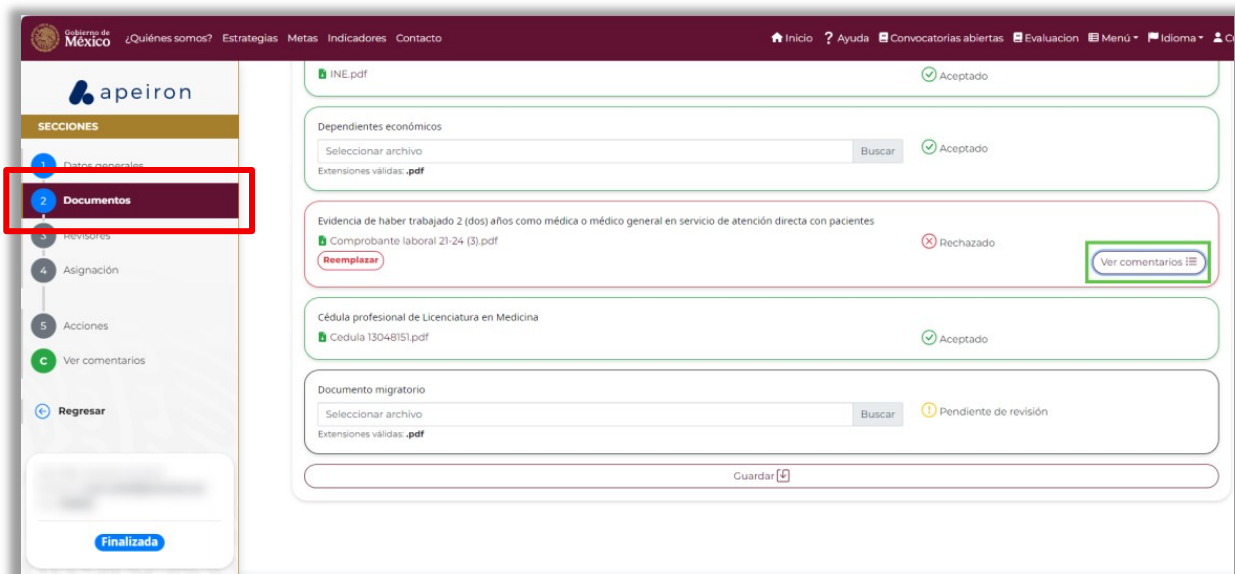 Gobierno de
México
¿Quiénes somos? Estrategias Metas Indicadores Contacto
Inicio ? Ayuda Convocatorias abiertas Evaluacion Menú Idioma
apeiron
SECCIONES
1 Datos generales
2 Documentos
3 Revisores
4 Asignación
5 Acciones
C Ver comentarios
Regresar
Finalizada
INE.pdf
Aceptado
Dependientes económicos
Seleccionar archivo Buscar
Aceptado
Extensiones válidas: .pdf
Evidencia de haber trabajado 2 (dos) años como médica o médico general en servicio de atención directa con pacientes
Comprobante laboral 21-24 (3).pdf
Rechazado
Reemplazar
Ver comentarios
Cédula profesional de Licenciatura en Medicina
Cedula 13048151.pdf
Aceptado
Documento migratorio
Seleccionar archivo Buscar
Pendiente de revisión
Extensiones válidas: .pdf
Guardar